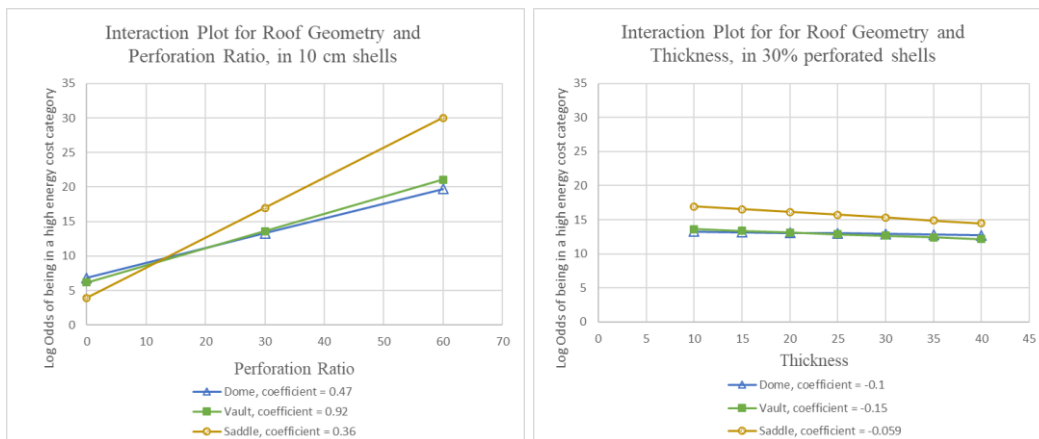 Interaction Plot for Roof Geometry and
Perforation Ratio, in 10 cm shells
Log Odds of being in a high energy cost category
35
30
25
20
15
10
5
0
0 10 20 30 40 50 60 70
Perforation Ratio
Dome, coefficient = 0.47
Vault, coefficient = 0.92
Saddle, coefficient = 0.36
Interaction Plot for for Roof Geometry and
Thickness, in 30% perforated shells
Log Odds of being in a high energy cost category
35
30
25
20
15
10
5
0
0 5 10 15 20 25 30 35 40 45
Thickness
Dome, coefficient = -0.1
Vault, coefficient = -0.15
Saddle, coefficient = -0.059